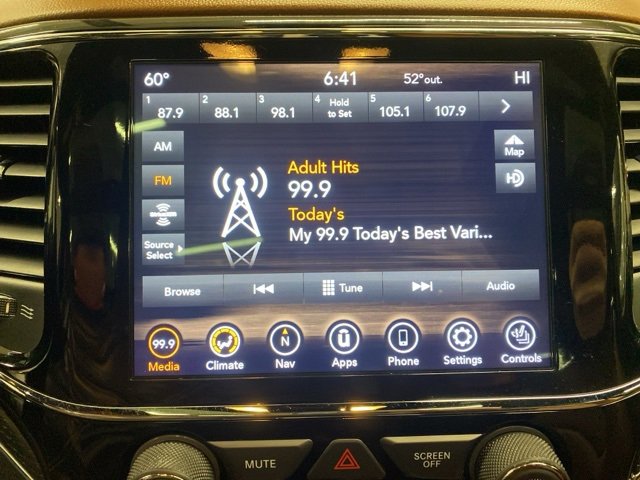 60° 6:41 52°out. HI
1 87.9 2 88.1 3 98.1 4 Hold to Set 5 105.1 6 107.9
AM
Map
Adult Hits
FM
99.9
HD
SiriusXM
Today's
My 99.9 Today's Best Vari...
Source Select
Browse Tune Audio
99.9 N
Media Climate Nav Apps Phone Settings Controls
MUTE SCREEN OFF